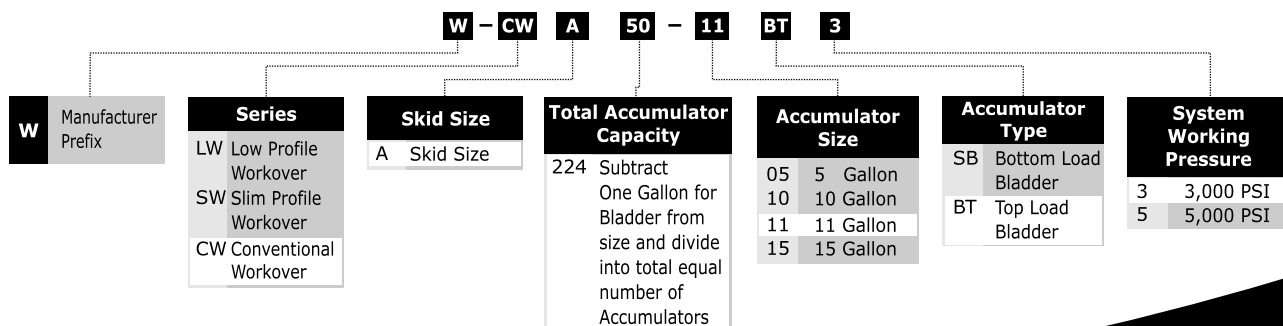 W – CW A 50 – 11 BT 3
W Manufacturer
Prefix
Series
LW Low Profile
Workover
SW Slim Profile
Workover
CW Conventional
Workover
Skid Size
A Skid Size
Total Accumulator
Capacity
224 Subtract
One Gallon for
Bladder from
size and divide
into total equal
number of
Accumulators
Accumulator
Size
05 5 Gallon
10 10 Gallon
11 11 Gallon
15 15 Gallon
Accumulator
Type
SB Bottom Load
Bladder
BT Top Load
Bladder
System
Working
Pressure
3 3,000 PSI
5 5,000 PSI